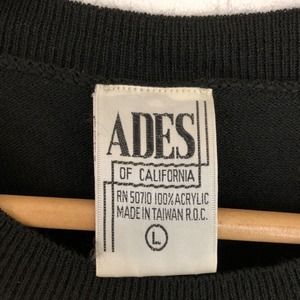 ADES
OF CALIFORNIA
RN 50710 100% ACRYLIC
MADE IN TAIWAN R.O.C.
L